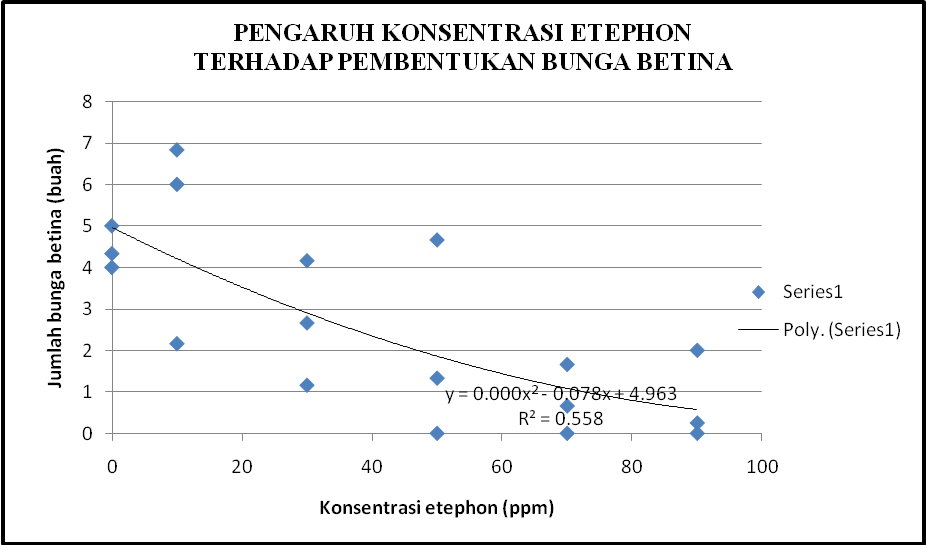 PENGARUH KONSENTRASI ETEPHON
TERHADAP PEMBENTUKAN BUNGA BETINA
Jumlah bunga betina (buah)
8
7
6
5
4
3
2
1
0
y = 0.000x² - 0.078x + 4.963
R² = 0.558
0 20 40 60 80 100
Konsentrasi etephon (ppm)
Series1
Poly. (Series1)